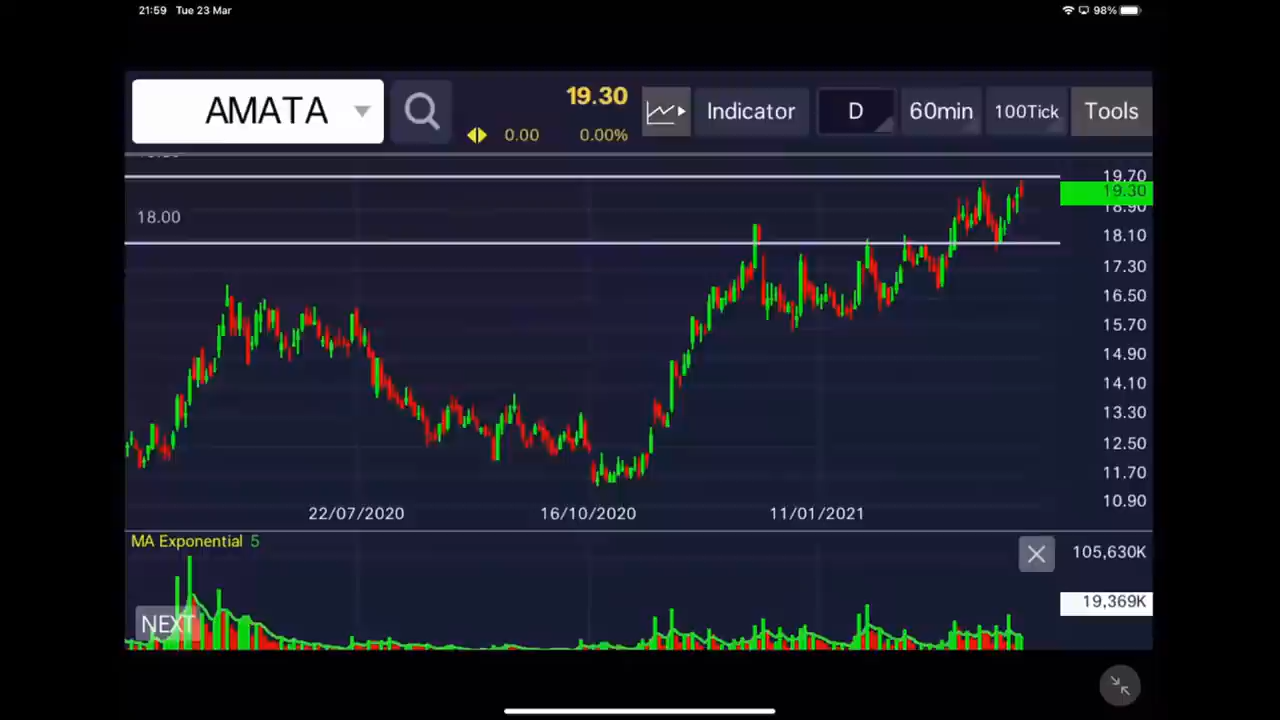 21:59 Tue 23 Mar
98%
AMATA
19.30
0.00 0.00%
Indicator
D
60min
100Tick
Tools
19.70
19.30
18.90
18.00
18.10
17.30
16.50
15.70
14.90
14.10
13.30
12.50
11.70
10.90
22/07/2020 16/10/2020 11/01/2021
MA Exponential 5
105,630K
19,369K
NEXT